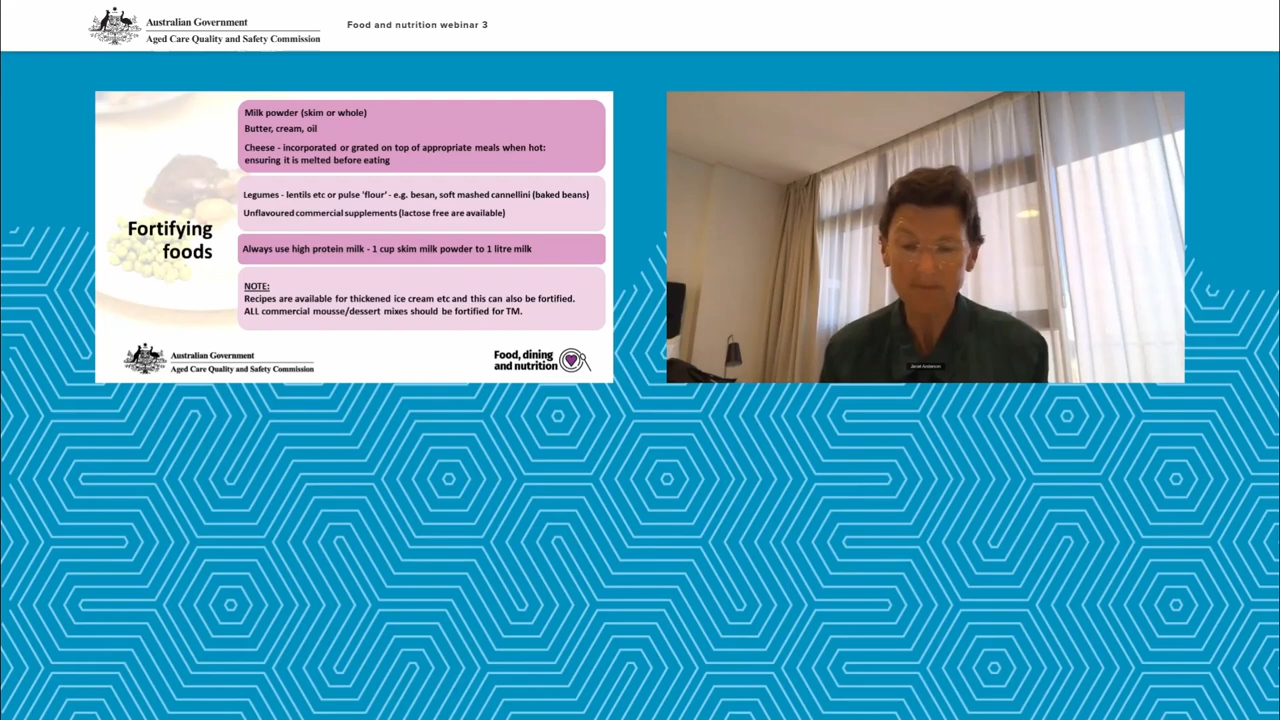 Australian Government
Aged Care Quality and Safety Commission
Food and nutrition webinar 3
Fortifying
foods
Milk powder (skim or whole)
Butter, cream, oil
Cheese - incorporated or grated on top of appropriate meals when hot:
ensuring it is melted before eating
Legumes - lentils etc or pulse 'flour' - e.g. besan, soft mashed cannellini (baked beans)
Unflavoured commercial supplements (lactose free are available)
Always use high protein milk - 1 cup skim milk powder to 1 litre milk
NOTE:
Recipes are available for thickened ice cream etc and this can also be fortified.
ALL commercial mousse/dessert mixes should be fortified for TM.
Australian Government
Aged Care Quality and Safety Commission
Food, dining
and nutrition
Janet Anderson